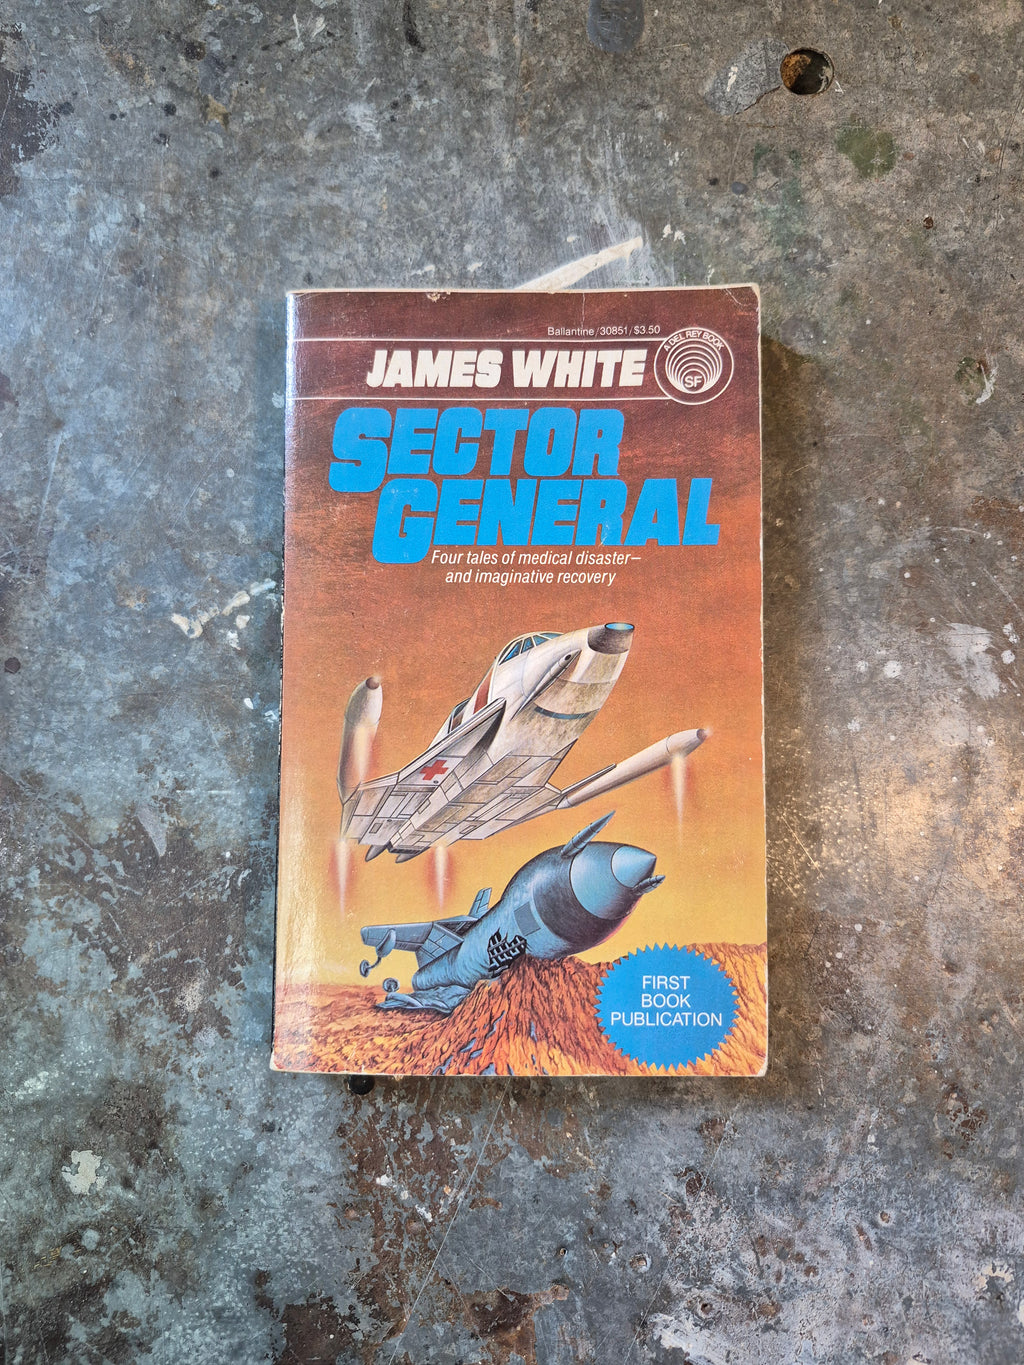 Ballantine/30851/$3.50
JAMES WHITE
A DEL REY BOOK
SF
SECTOR
GENERAL
Four tales of medical disaster—
and imaginative recovery
FIRST
BOOK
PUBLICATION